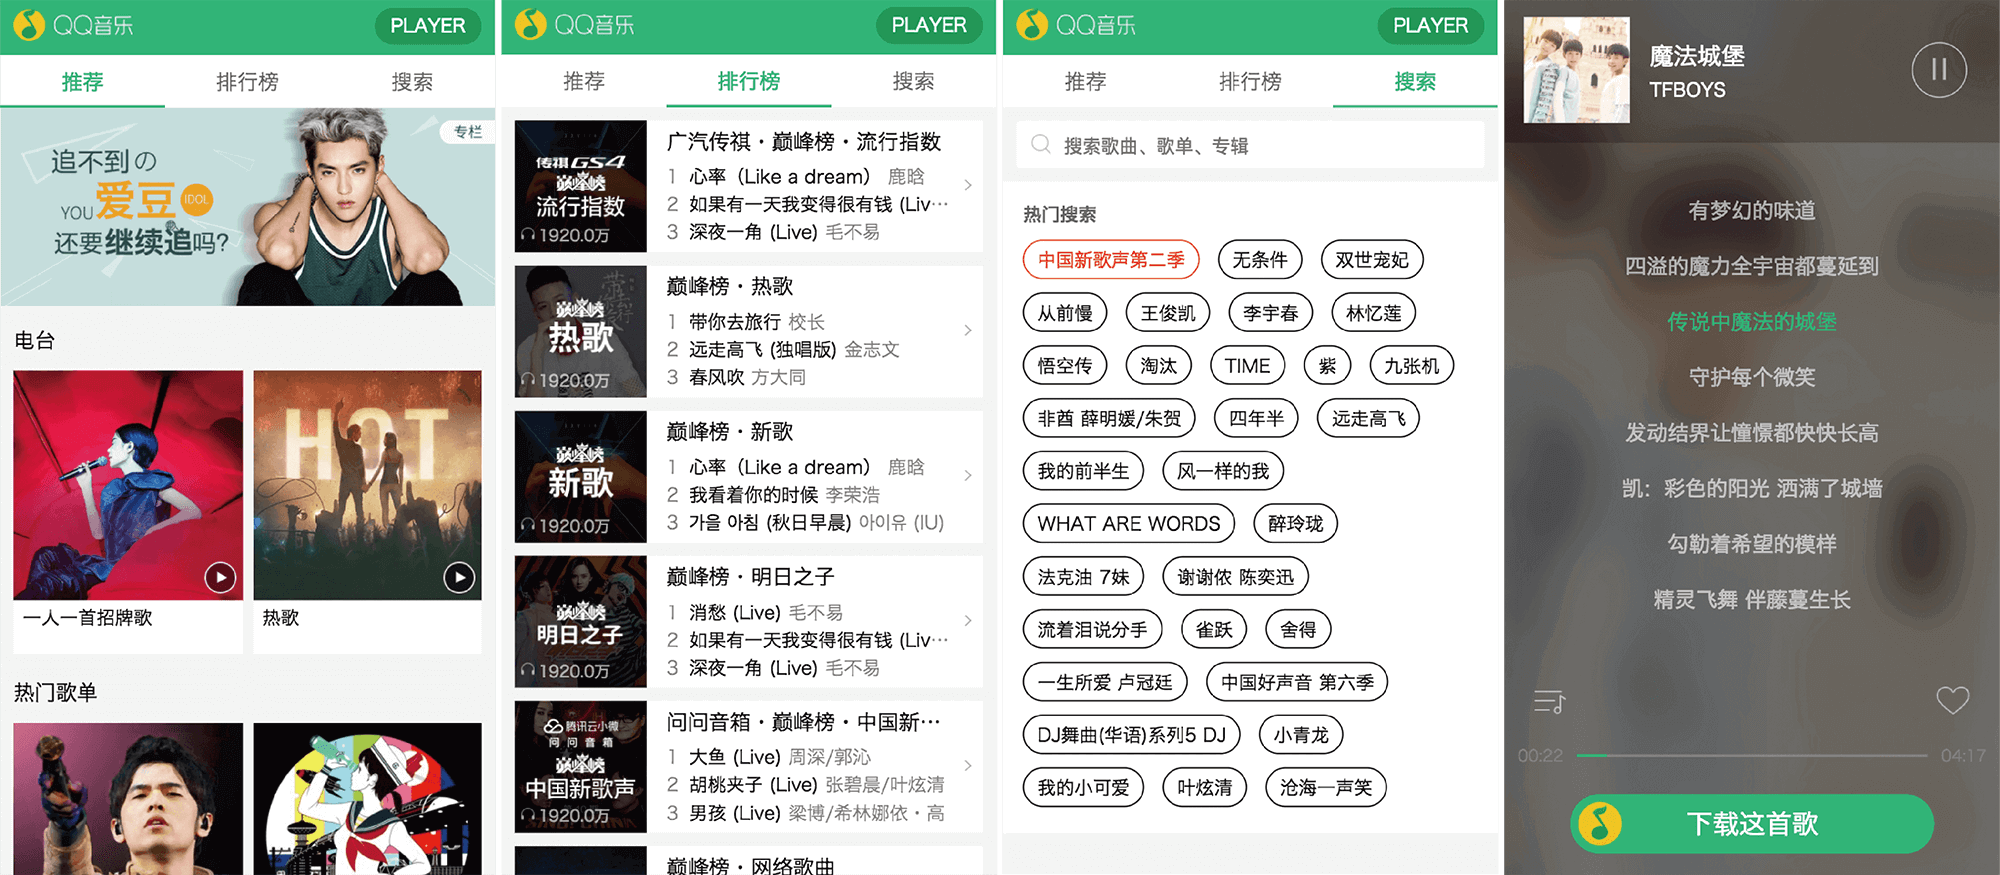 QQ音乐
PLAYER
推荐
排行榜
搜索
专栏
追不到の
YOU爱豆IDOL
还要继续追吗?
电台
HOT
一人一首招牌歌
热歌
热门歌单
QQ音乐
PLAYER
推荐
排行榜
搜索
传祺GS4
巅峰榜
流行指数
1920.0万
广汽传祺·巅峰榜·流行指数
1 心率（Like a dream） 鹿晗
2 如果有一天我变得很有钱 (Liv···
3 深夜一角 (Live) 毛不易
巅峰榜
热歌
1920.0万
巅峰榜·热歌
1 带你去旅行 校长
2 远走高飞 (独唱版) 金志文
3 春风吹 方大同
巅峰榜
新歌
1920.0万
巅峰榜·新歌
1 心率（Like a dream） 鹿晗
2 我看着你的时候 李荣浩
3 가을 아침 (秋日早晨) 아이유 (IU)
巅峰榜
明日之子
1920.0万
巅峰榜·明日之子
1 消愁 (Live) 毛不易
2 如果有一天我变得很有钱 (Liv···
3 深夜一角 (Live) 毛不易
腾讯云小微
问问音箱
巅峰榜
中国新歌声
1920.0万
问问音箱·巅峰榜·中国新···
1 大鱼 (Live) 周深/郭沁
2 胡桃夹子 (Live) 张碧晨/叶炫清
3 男孩 (Live) 梁博/希林娜依·高
巅峰榜·网络歌曲
QQ音乐
PLAYER
推荐
排行榜
搜索
搜索歌曲、歌单、专辑
热门搜索
中国新歌声第二季 无条件 双世宠妃
从前慢 王俊凯 李宇春 林忆莲
悟空传 淘汰 TIME 紫 九张机
非酋 薛明媛/朱贺 四年半 远走高飞
我的前半生 风一样的我
WHAT ARE WORDS 醉玲珑
法克油 7妹 谢谢侬 陈奕迅
流着泪说分手 雀跃 舍得
一生所爱 卢冠廷 中国好声音 第六季
DJ舞曲(华语)系列5 DJ 小青龙
我的小可爱 叶炫清 沧海一声笑
魔法城堡
TFBOYS
有梦幻的味道
四溢的魔力全宇宙都蔓延到
传说中魔法的城堡
守护每个微笑
发动结界让憧憬都快快长高
凯：彩色的阳光 洒满了城墙
勾勒着希望的模样
精灵飞舞 伴藤蔓生长
00:22
04:17
下载这首歌